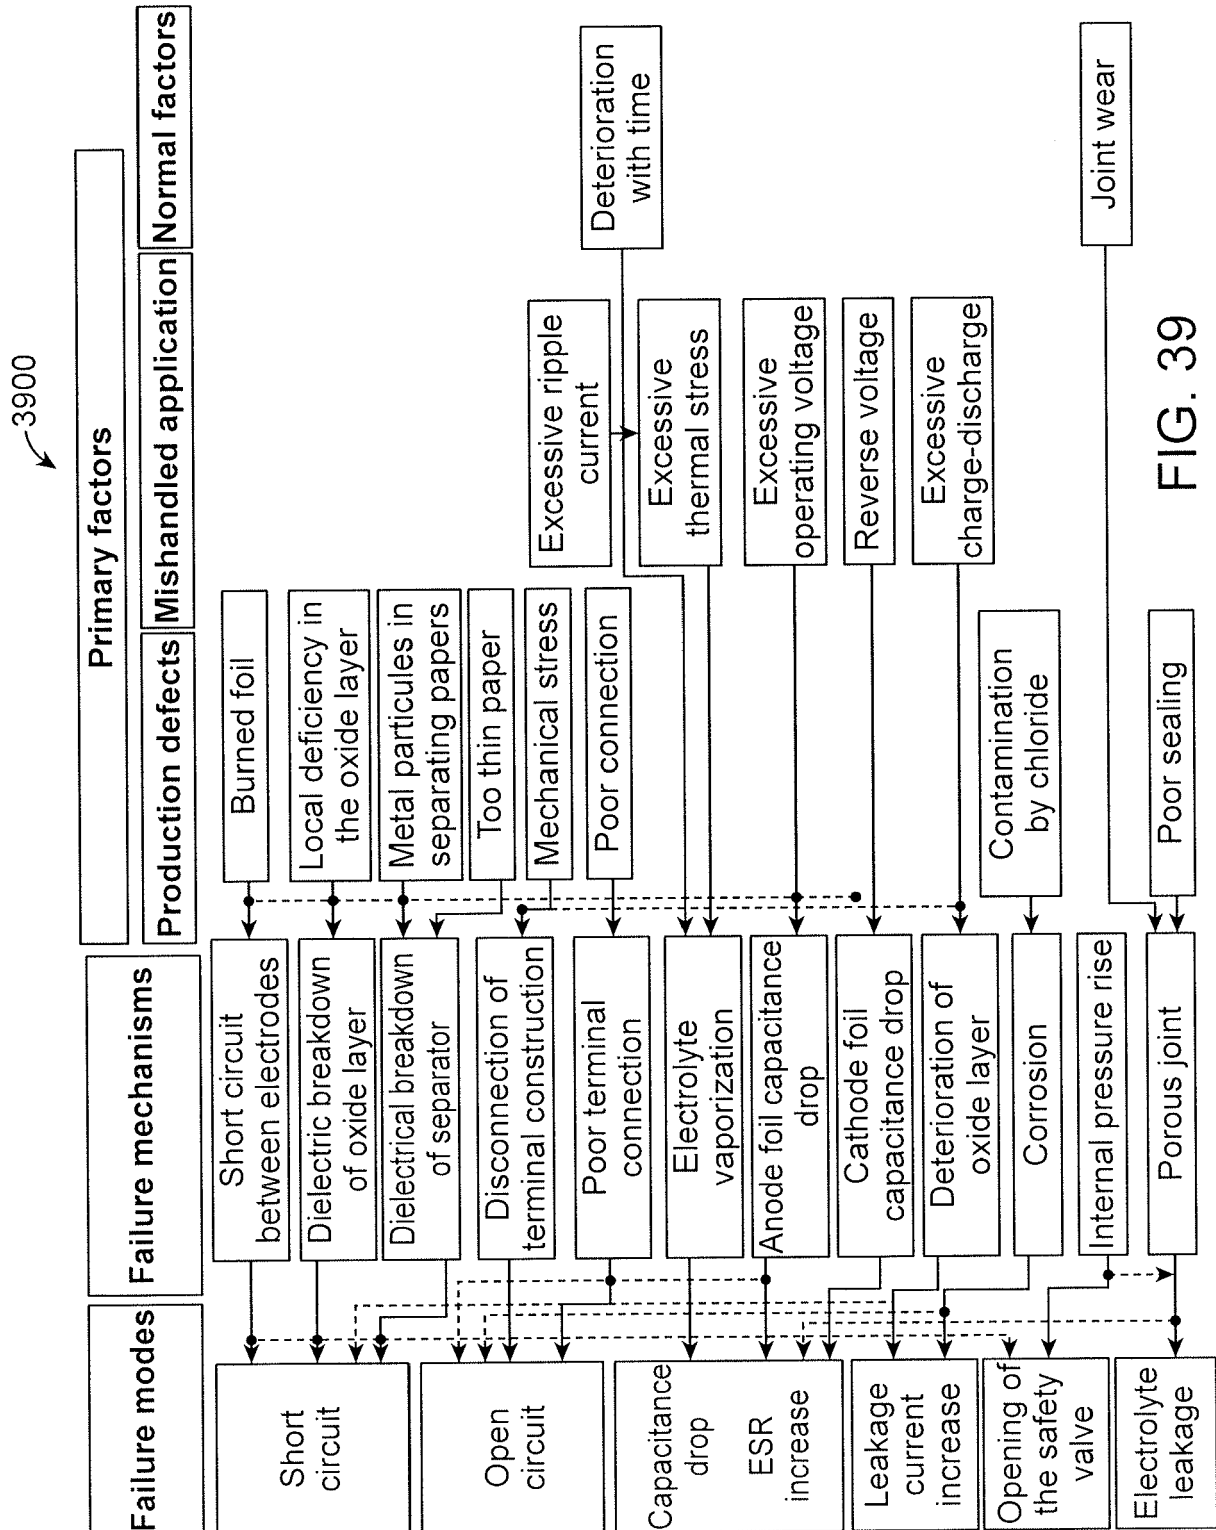 3900
Primary factors
Failure modes
Failure mechanisms
Production defects
Mishandled application
Normal factors
Short
circuit
Open
circuit
Capacitance
drop
ESR
increase
Leakage
current
increase
Opening of
the safety
valve
Electrolyte
leakage
Short circuit
between electrodes
Dielectric breakdown
of oxide layer
Dielectrical breakdown
of separator
Disconnection of
terminal construction
Poor terminal
connection
Electrolyte
vaporization
Anode foil capacitance
drop
Cathode foil
capacitance drop
Deterioration of
oxide layer
Corrosion
Internal pressure rise
Porous joint
Burned foil
Local deficiency in
the oxide layer
Metal particules in
separating papers
Too thin paper
Mechanical stress
Poor connection
Contamination
by chloride
Poor sealing
Excessive ripple
current
Excessive
thermal stress
Excessive
operating voltage
Reverse voltage
Excessive
charge-discharge
Deterioration
with time
Joint wear
FIG. 39